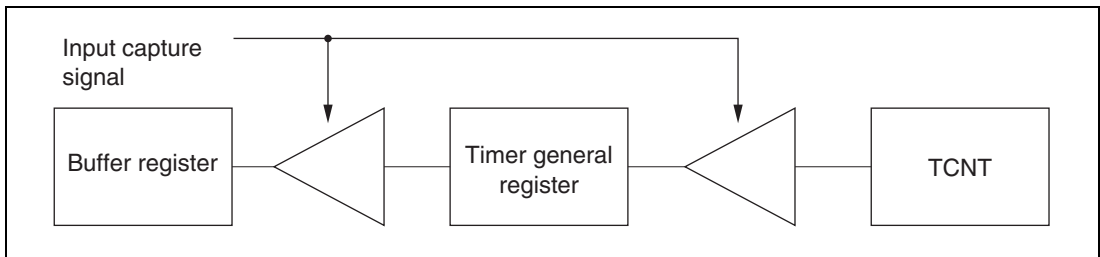 Input capture
signal
Buffer register
Timer general
register
TCNT